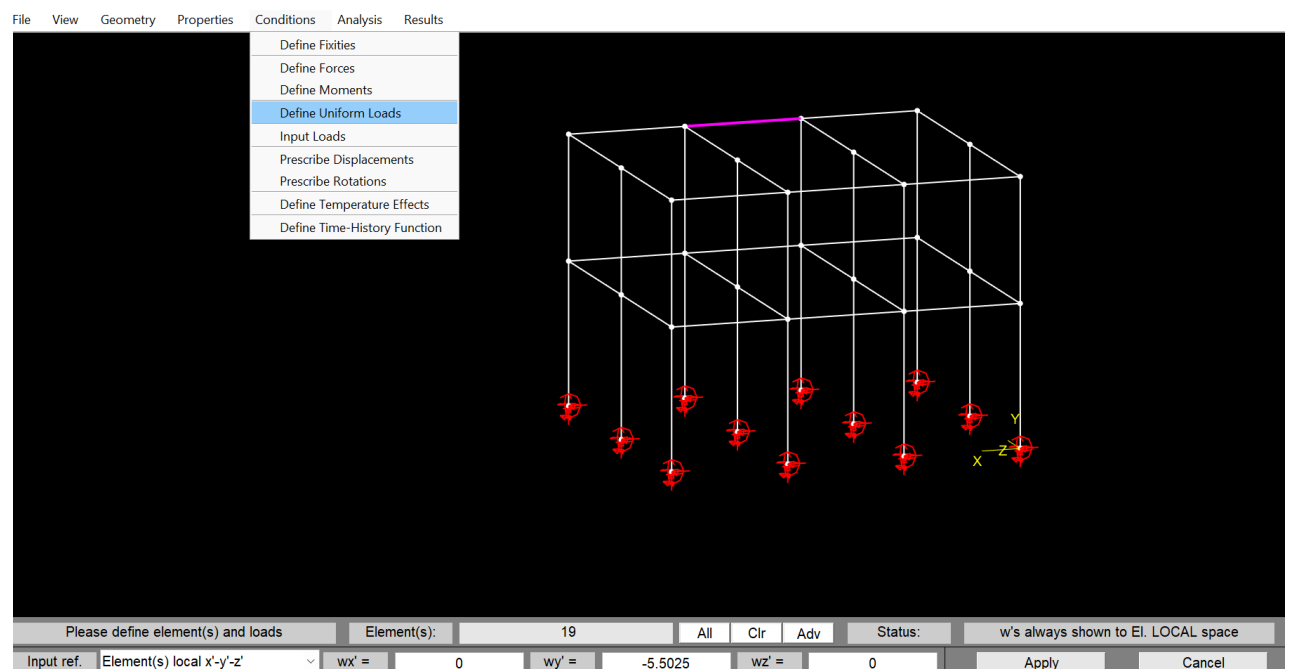 File View Geometry Properties Conditions Analysis Results
Define Fixities
Define Forces
Define Moments
Define Uniform Loads
Input Loads
Prescribe Displacements
Prescribe Rotations
Define Temperature Effects
Define Time-History Function
Y
Z
X
Please define element(s) and loads Element(s): 19 All Clr Adv Status: w's always shown to El. LOCAL space
Input ref. Element(s) local x'-y'-z' wx' = 0 wy' = -5.5025 wz' = 0 Apply Cancel